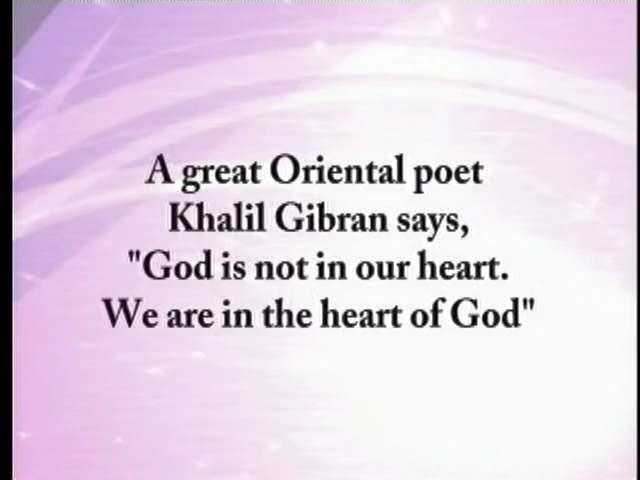 A great Oriental poet
Khalil Gibran says,
"God is not in our heart.
We are in the heart of God"